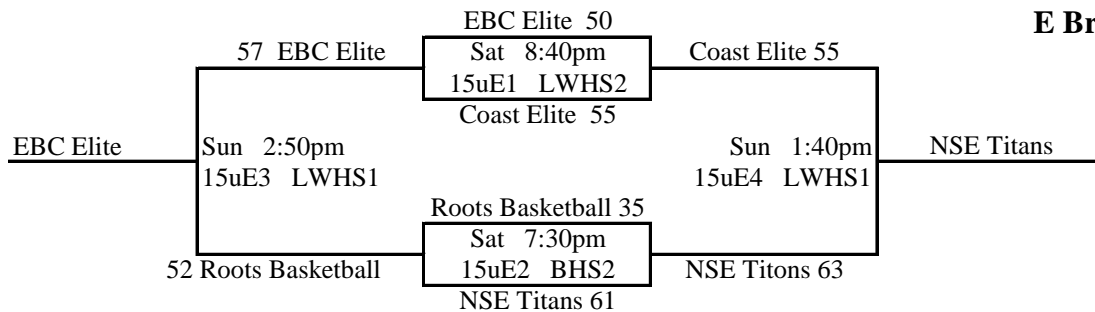 EBC Elite 50
E Br
57 EBC Elite
Sat 8:40pm
Coast Elite 55
15uE1 LWHS2
Coast Elite 55
EBC Elite
Sun 2:50pm
Sun 1:40pm
NSE Titans
15uE3 LWHS1
15uE4 LWHS1
Roots Basketball 35
Sat 7:30pm
52 Roots Basketball
15uE2 BHS2
NSE Titons 63
NSE Titans 61